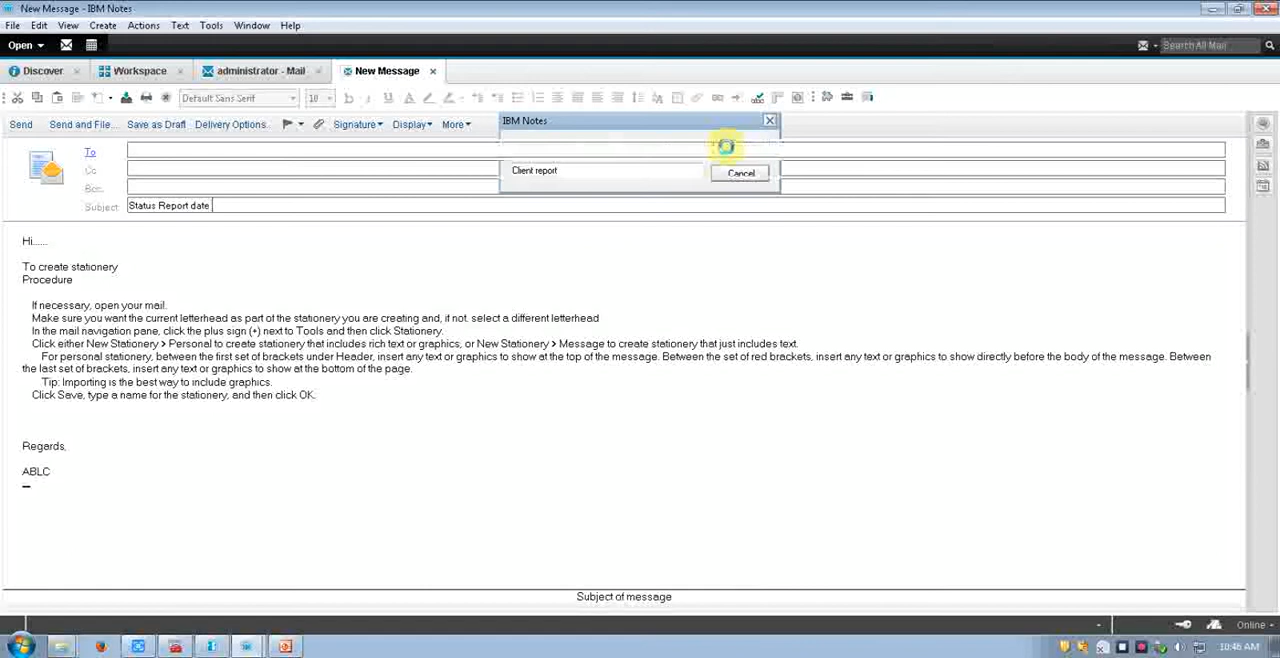 New Message - IBM Notes
File Edit View Create Actions Text Tools Window Help
Open Search All Mail
Discover Workspace administrator - Mail New Message
Default Sans Serif 10
Send Send and File... Save as Draft Delivery Options... Signature Display More
IBM Notes
Client report
Cancel
To
Cc
Bcc
Subject Status Report date
Hi......
To create stationery
Procedure
If necessary, open your mail.
Make sure you want the current letterhead as part of the stationery you are creating and, if not. select a different letterhead
In the mail navigation pane, click the plus sign (+) next to Tools and then click Stationery.
Click either New Stationery > Personal to create stationery that includes rich text or graphics, or New Stationery > Message to create stationery that just includes text.
For personal stationery, between the first set of brackets under Header, insert any text or graphics to show at the top of the message. Between the set of red brackets, insert any text or graphics to show directly before the body of the message. Between
the last set of brackets, insert any text or graphics to show at the bottom of the page.
Tip: Importing is the best way to include graphics.
Click Save, type a name for the stationery, and then click OK.
Regards,
ABLC
Subject of message
Online
10:46 AM